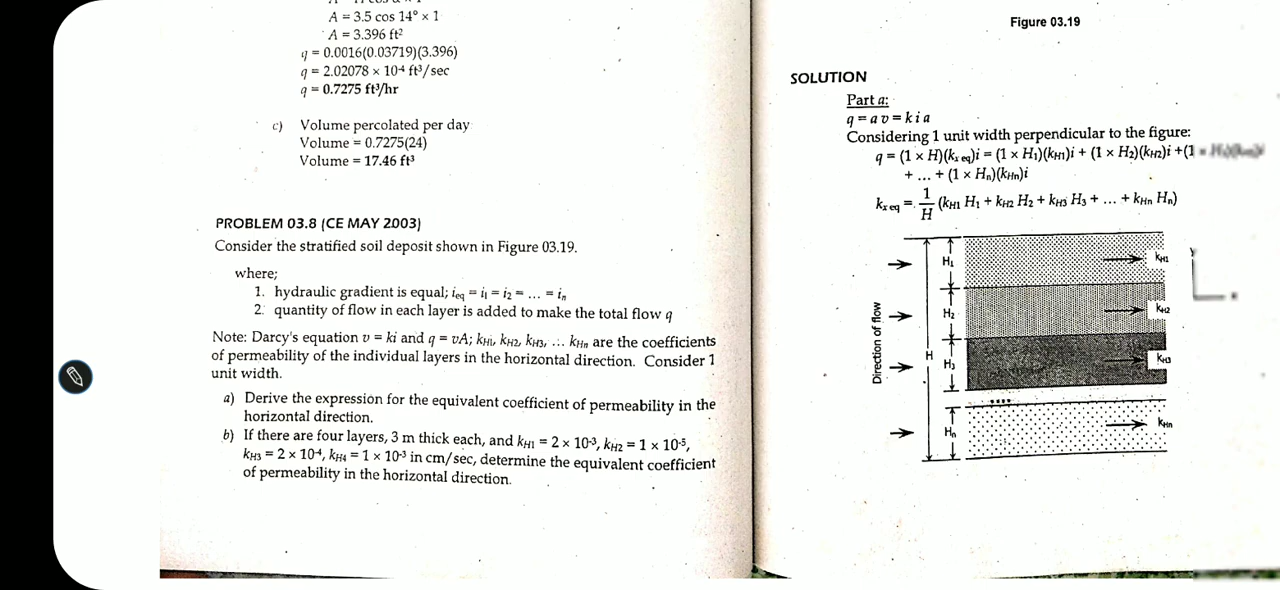 A = 3.5 cos 14° × 1
A = 3.396 ft²
q = 0.0016(0.03719)(3.396)
q = 2.02078 × 10⁻⁴ ft³/sec
q = 0.7275 ft³/hr
c) Volume percolated per day
Volume = 0.7275(24)
Volume = 17.46 ft³
PROBLEM 03.8 (CE MAY 2003)
Consider the stratified soil deposit shown in Figure 03.19.
where;
1. hydraulic gradient is equal; i_eq = i₁ = i₂ = ... = i_n
2. quantity of flow in each layer is added to make the total flow q
Note: Darcy's equation v = ki and q = vA; k_H1, k_H2, k_H3, ... k_Hn are the coefficients
of permeability of the individual layers in the horizontal direction. Consider 1
unit width.
a) Derive the expression for the equivalent coefficient of permeability in the
horizontal direction.
b) If there are four layers, 3 m thick each, and k_H1 = 2 × 10⁻³, k_H2 = 1 × 10⁻⁵,
k_H3 = 2 × 10⁻⁴, k_H4 = 1 × 10⁻³ in cm/sec, determine the equivalent coefficient
of permeability in the horizontal direction.
Figure 03.19
SOLUTION
Part a:
q = a v = k i a
Considering 1 unit width perpendicular to the figure:
q = (1 × H)(k_x eq)i = (1 × H₁)(k_H1)i + (1 × H₂)(k_H2)i +(1
+ ... + (1 × H_n)(k_Hn)i
k_x eq = 1/H (k_H1 H₁ + k_H2 H₂ + k_H3 H₃ + ... + k_Hn H_n)
Direction of flow
H
H₁
k_H1
H₂
k_H2
H₃
k_H3
H_n
k_Hn
Y